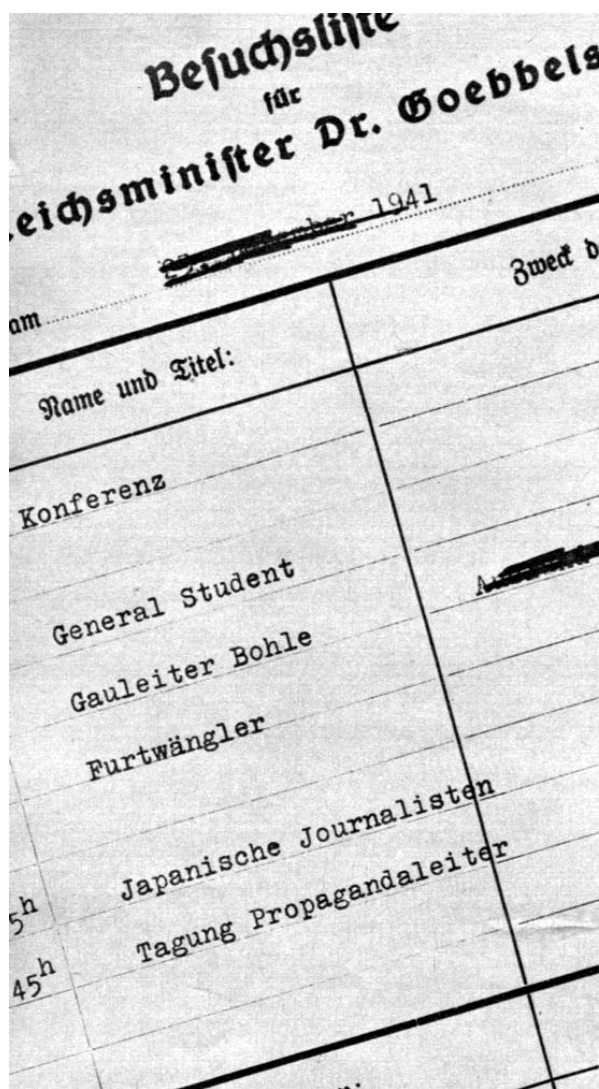 Besuchsliste
für
eichsminister Dr. Goebbels
am 1941
Name und Titel:
Zweck d
Konferenz
General Student
Gauleiter Bohle
Furtwängler
5h Japanische Journalisten
45h Tagung Propagandaleiter